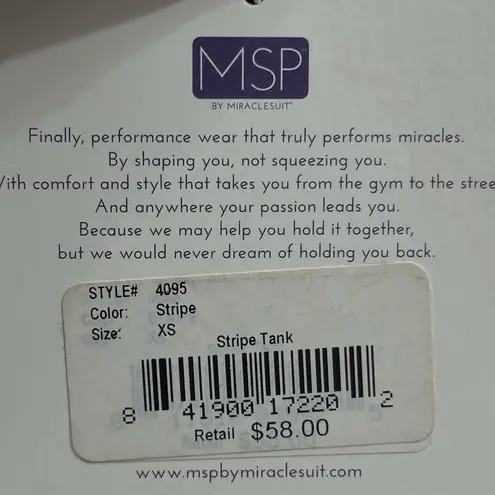 MSP™
BY MIRACLESUIT®
Finally, performance wear that truly performs miracles.
By shaping you, not squeezing you.
With comfort and style that takes you from the gym to the stree
And anywhere your passion leads you.
Because we may help you hold it together,
but we would never dream of holding you back.
STYLE# 4095
Color: Stripe
Size: XS
Stripe Tank
8 41900 17220 2
Retail $58.00
www.mspbymiraclesuit.com